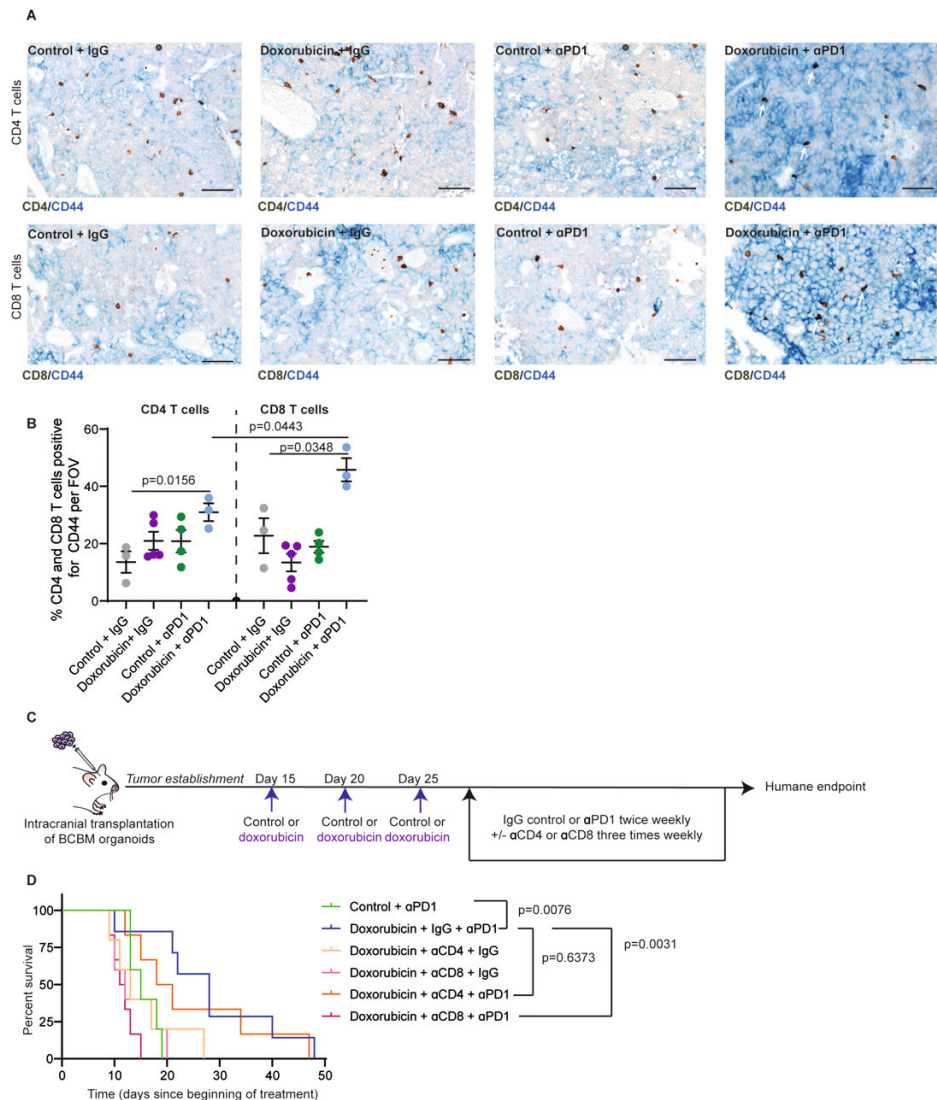 A
Control + IgG
Doxorubicin + IgG
Control + αPD1
Doxorubicin + αPD1
CD4 T cells
CD4/CD44
CD4/CD44
CD4/CD44
CD4/CD44
Control + IgG
Doxorubicin + IgG
Control + αPD1
Doxorubicin + αPD1
CD8 T cells
CD8/CD44
CD8/CD44
CD8/CD44
CD8/CD44
B
CD4 T cells
CD8 T cells
p=0.0443
p=0.0348
p=0.0156
% CD4 and CD8 T cells positive
for CD44 per FOV
60
40
20
0
Control + IgG
Doxorubicin+ IgG
Control + αPD1
Doxorubicin + αPD1
Control + IgG
Doxorubicin + IgG
Control + αPD1
Doxorubicin + αPD1
C
Tumor establishment
Day 15
Day 20
Day 25
Humane endpoint
Intracranial transplantation
of BCBM organoids
Control or
doxorubicin
Control or
doxorubicin
Control or
doxorubicin
IgG control or αPD1 twice weekly
+/- αCD4 or αCD8 three times weekly
D
Percent survival
100
75
50
25
0
0
10
20
30
40
50
Time (days since beginning of treatment)
Control + αPD1
Doxorubicin + IgG + αPD1
Doxorubicin + αCD4 + IgG
Doxorubicin + αCD8 + IgG
Doxorubicin + αCD4 + αPD1
Doxorubicin + αCD8 + αPD1
p=0.0076
p=0.6373
p=0.0031